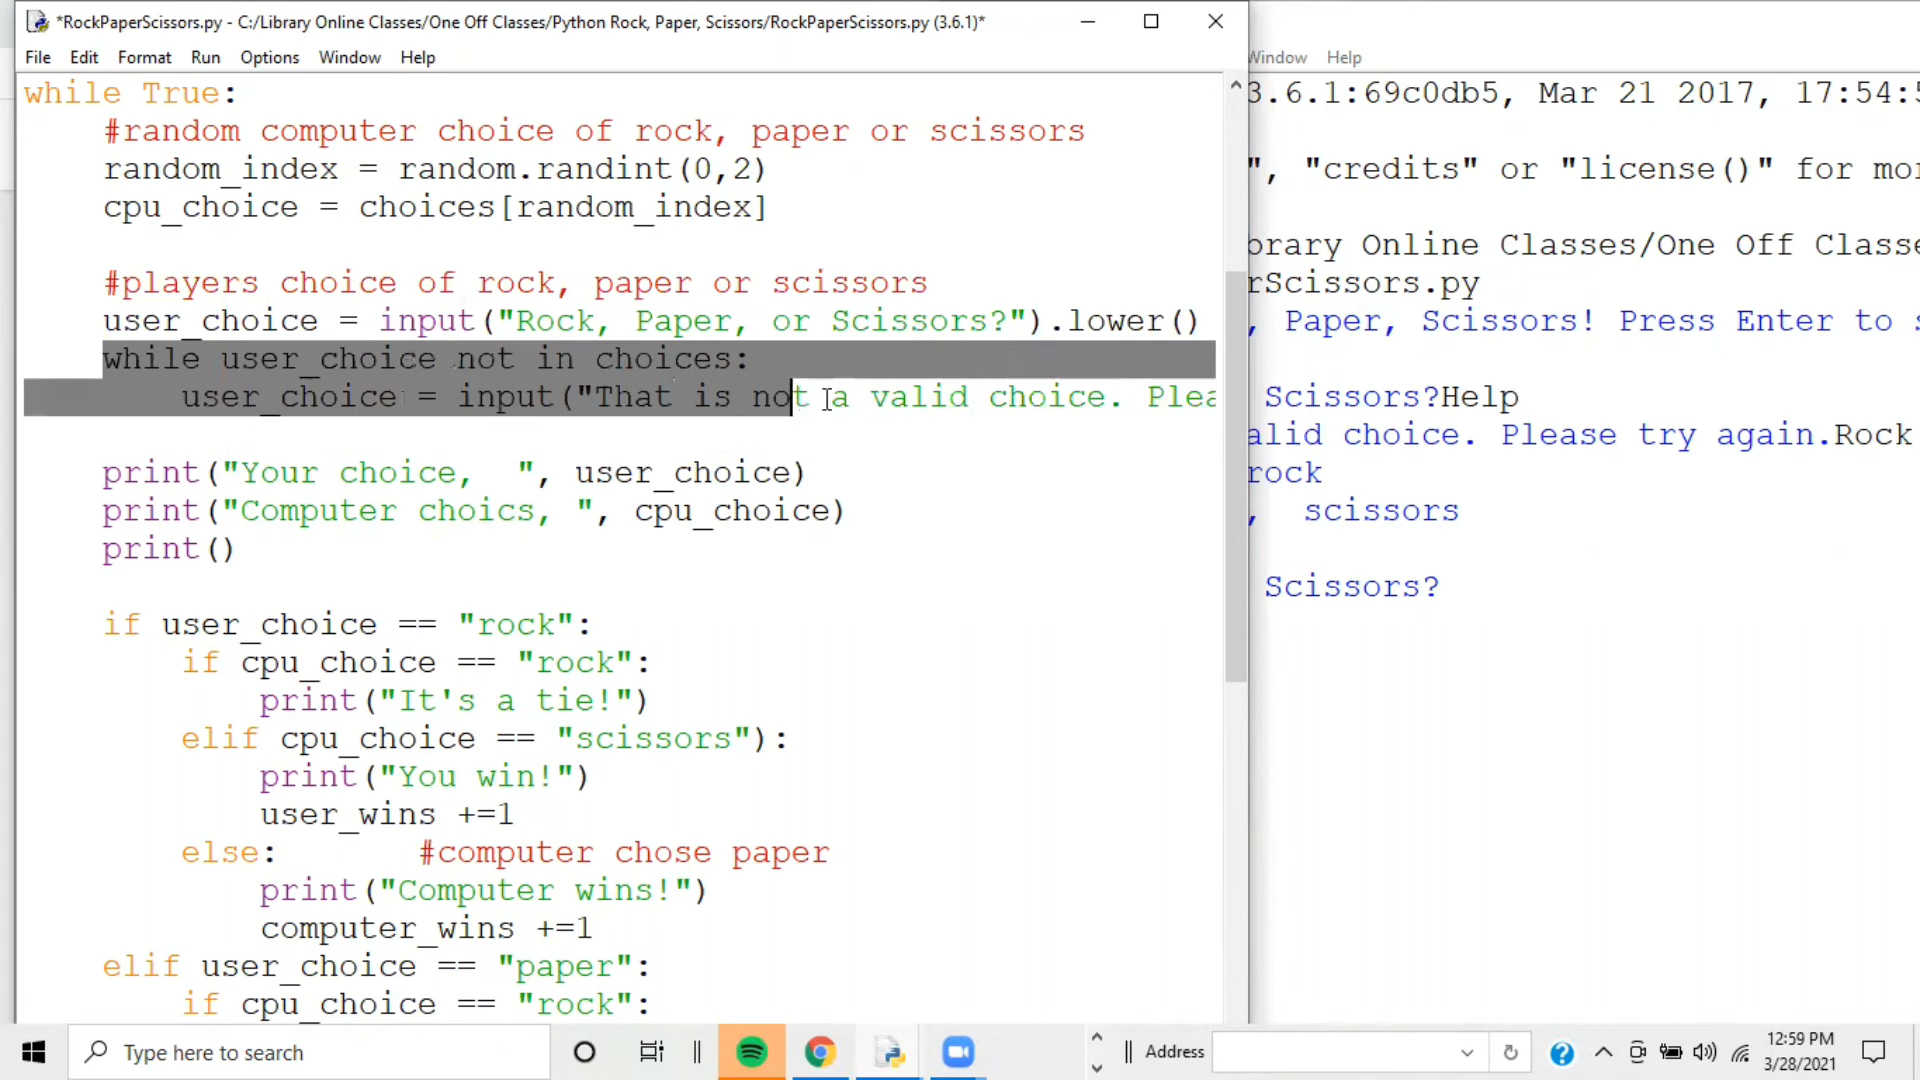 *RockPaperScissors.py - C:/Library Online Classes/One Off Classes/Python Rock, Paper, Scissors/RockPaperScissors.py (3.6.1)*
File Edit Format Run Options Window Help
while True:
#random computer choice of rock, paper or scissors
random_index = random.randint(0,2)
cpu_choice = choices[random_index]
#players choice of rock, paper or scissors
user_choice = input("Rock, Paper, or Scissors?").lower()
while user_choice not in choices:
user_choice = input("That is not a valid choice. Plea
print("Your choice,  ", user_choice)
print("Computer choics, ", cpu_choice)
print()
if user_choice == "rock":
if cpu_choice == "rock":
print("It's a tie!")
elif cpu_choice == "scissors"):
print("You win!")
user_wins +=1
else: #computer chose paper
print("Computer wins!")
computer_wins +=1
elif user_choice == "paper":
if cpu_choice == "rock":
Window Help
3.6.1:69c0db5, Mar 21 2017, 17:54:5
", "credits" or "license()" for mor
brary Online Classes/One Off Classe
rScissors.py
, Paper, Scissors! Press Enter to s
Scissors?Help
alid choice. Please try again.Rock
rock
,  scissors
Scissors?
Type here to search
Address
12:59 PM
3/28/2021